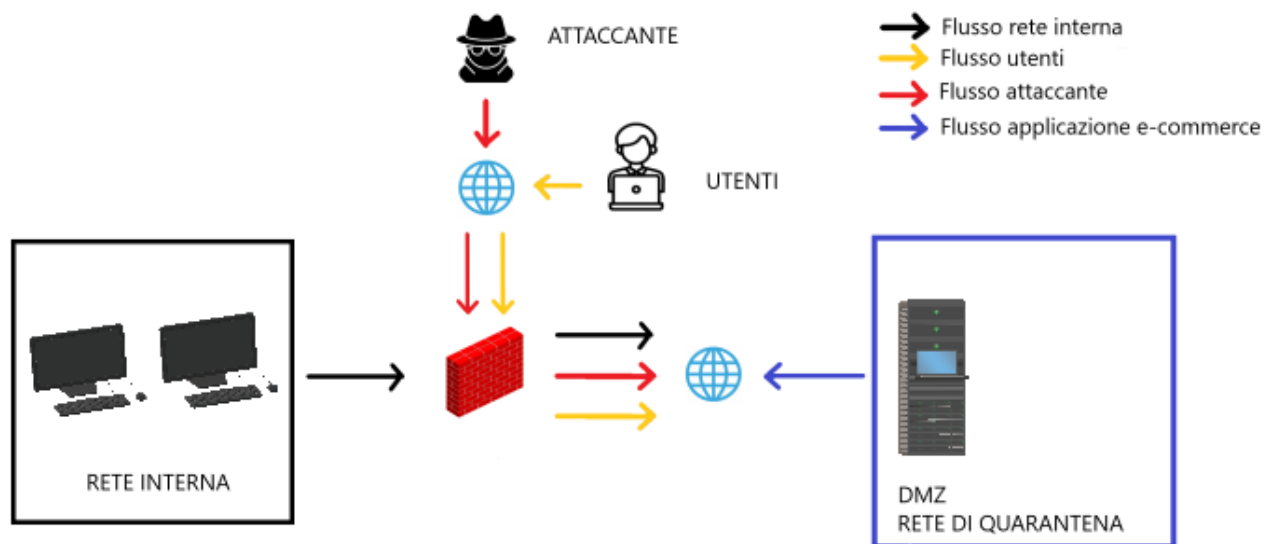 ATTACCANTE
Flusso rete interna
Flusso utenti
Flusso attaccante
Flusso applicazione e-commerce
UTENTI
RETE INTERNA
DMZ
RETE DI QUARANTENA